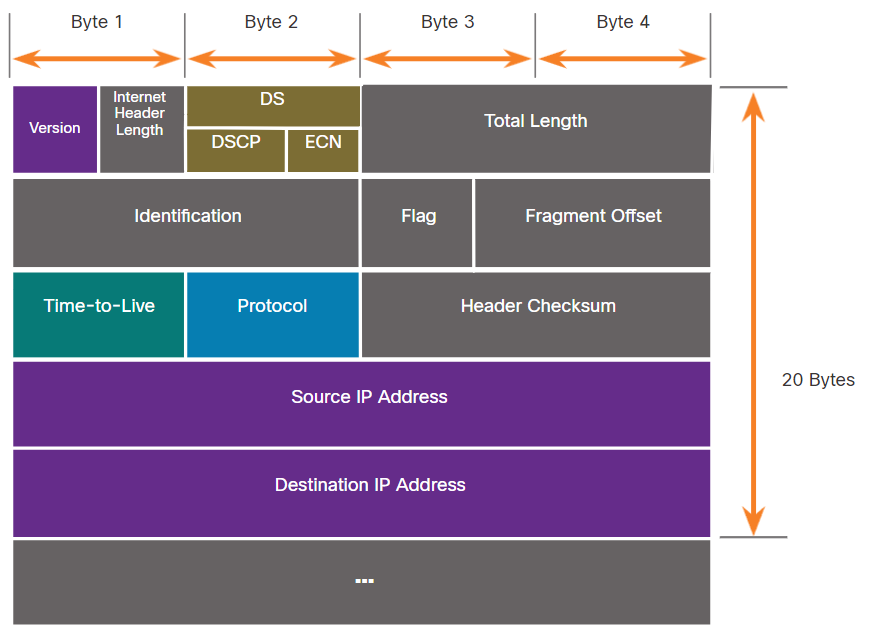 Byte 1 Byte 2 Byte 3 Byte 4
Version
Internet
Header
Length
DS
DSCP ECN
Total Length
Identification Flag Fragment Offset
Time-to-Live Protocol Header Checksum
20 Bytes
Source IP Address
Destination IP Address
...